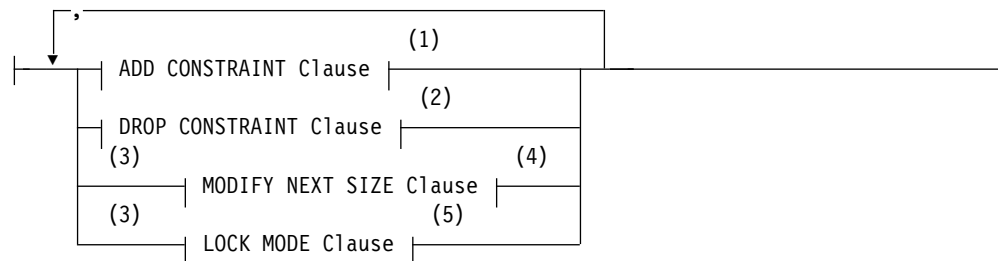 ,
(1)
ADD CONSTRAINT Clause
(2)
DROP CONSTRAINT Clause
(3) (4)
MODIFY NEXT SIZE Clause
(3) (5)
LOCK MODE Clause